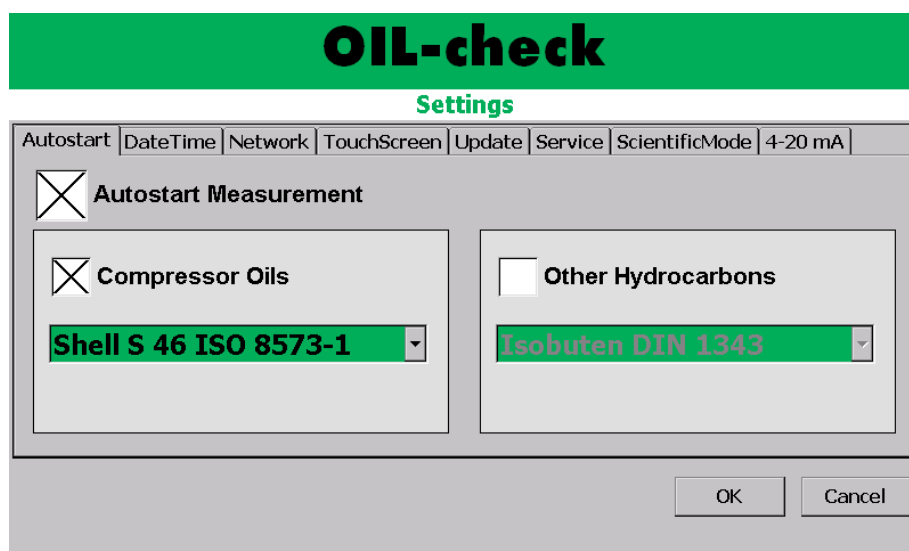 OIL-check
Settings
Autostart DateTime Network TouchScreen Update Service ScientificMode 4-20 mA
Autostart Measurement
Compressor Oils
Other Hydrocarbons
Shell S 46 ISO 8573-1
Isobuten DIN 1343
OK
Cancel